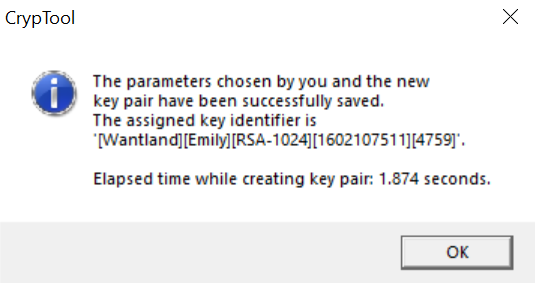 CrypTool
The parameters chosen by you and the new
key pair have been successfully saved.
The assigned key identifier is
'[Wantland][Emily][RSA-1024][1602107511][4759]'.
Elapsed time while creating key pair: 1.874 seconds.
OK